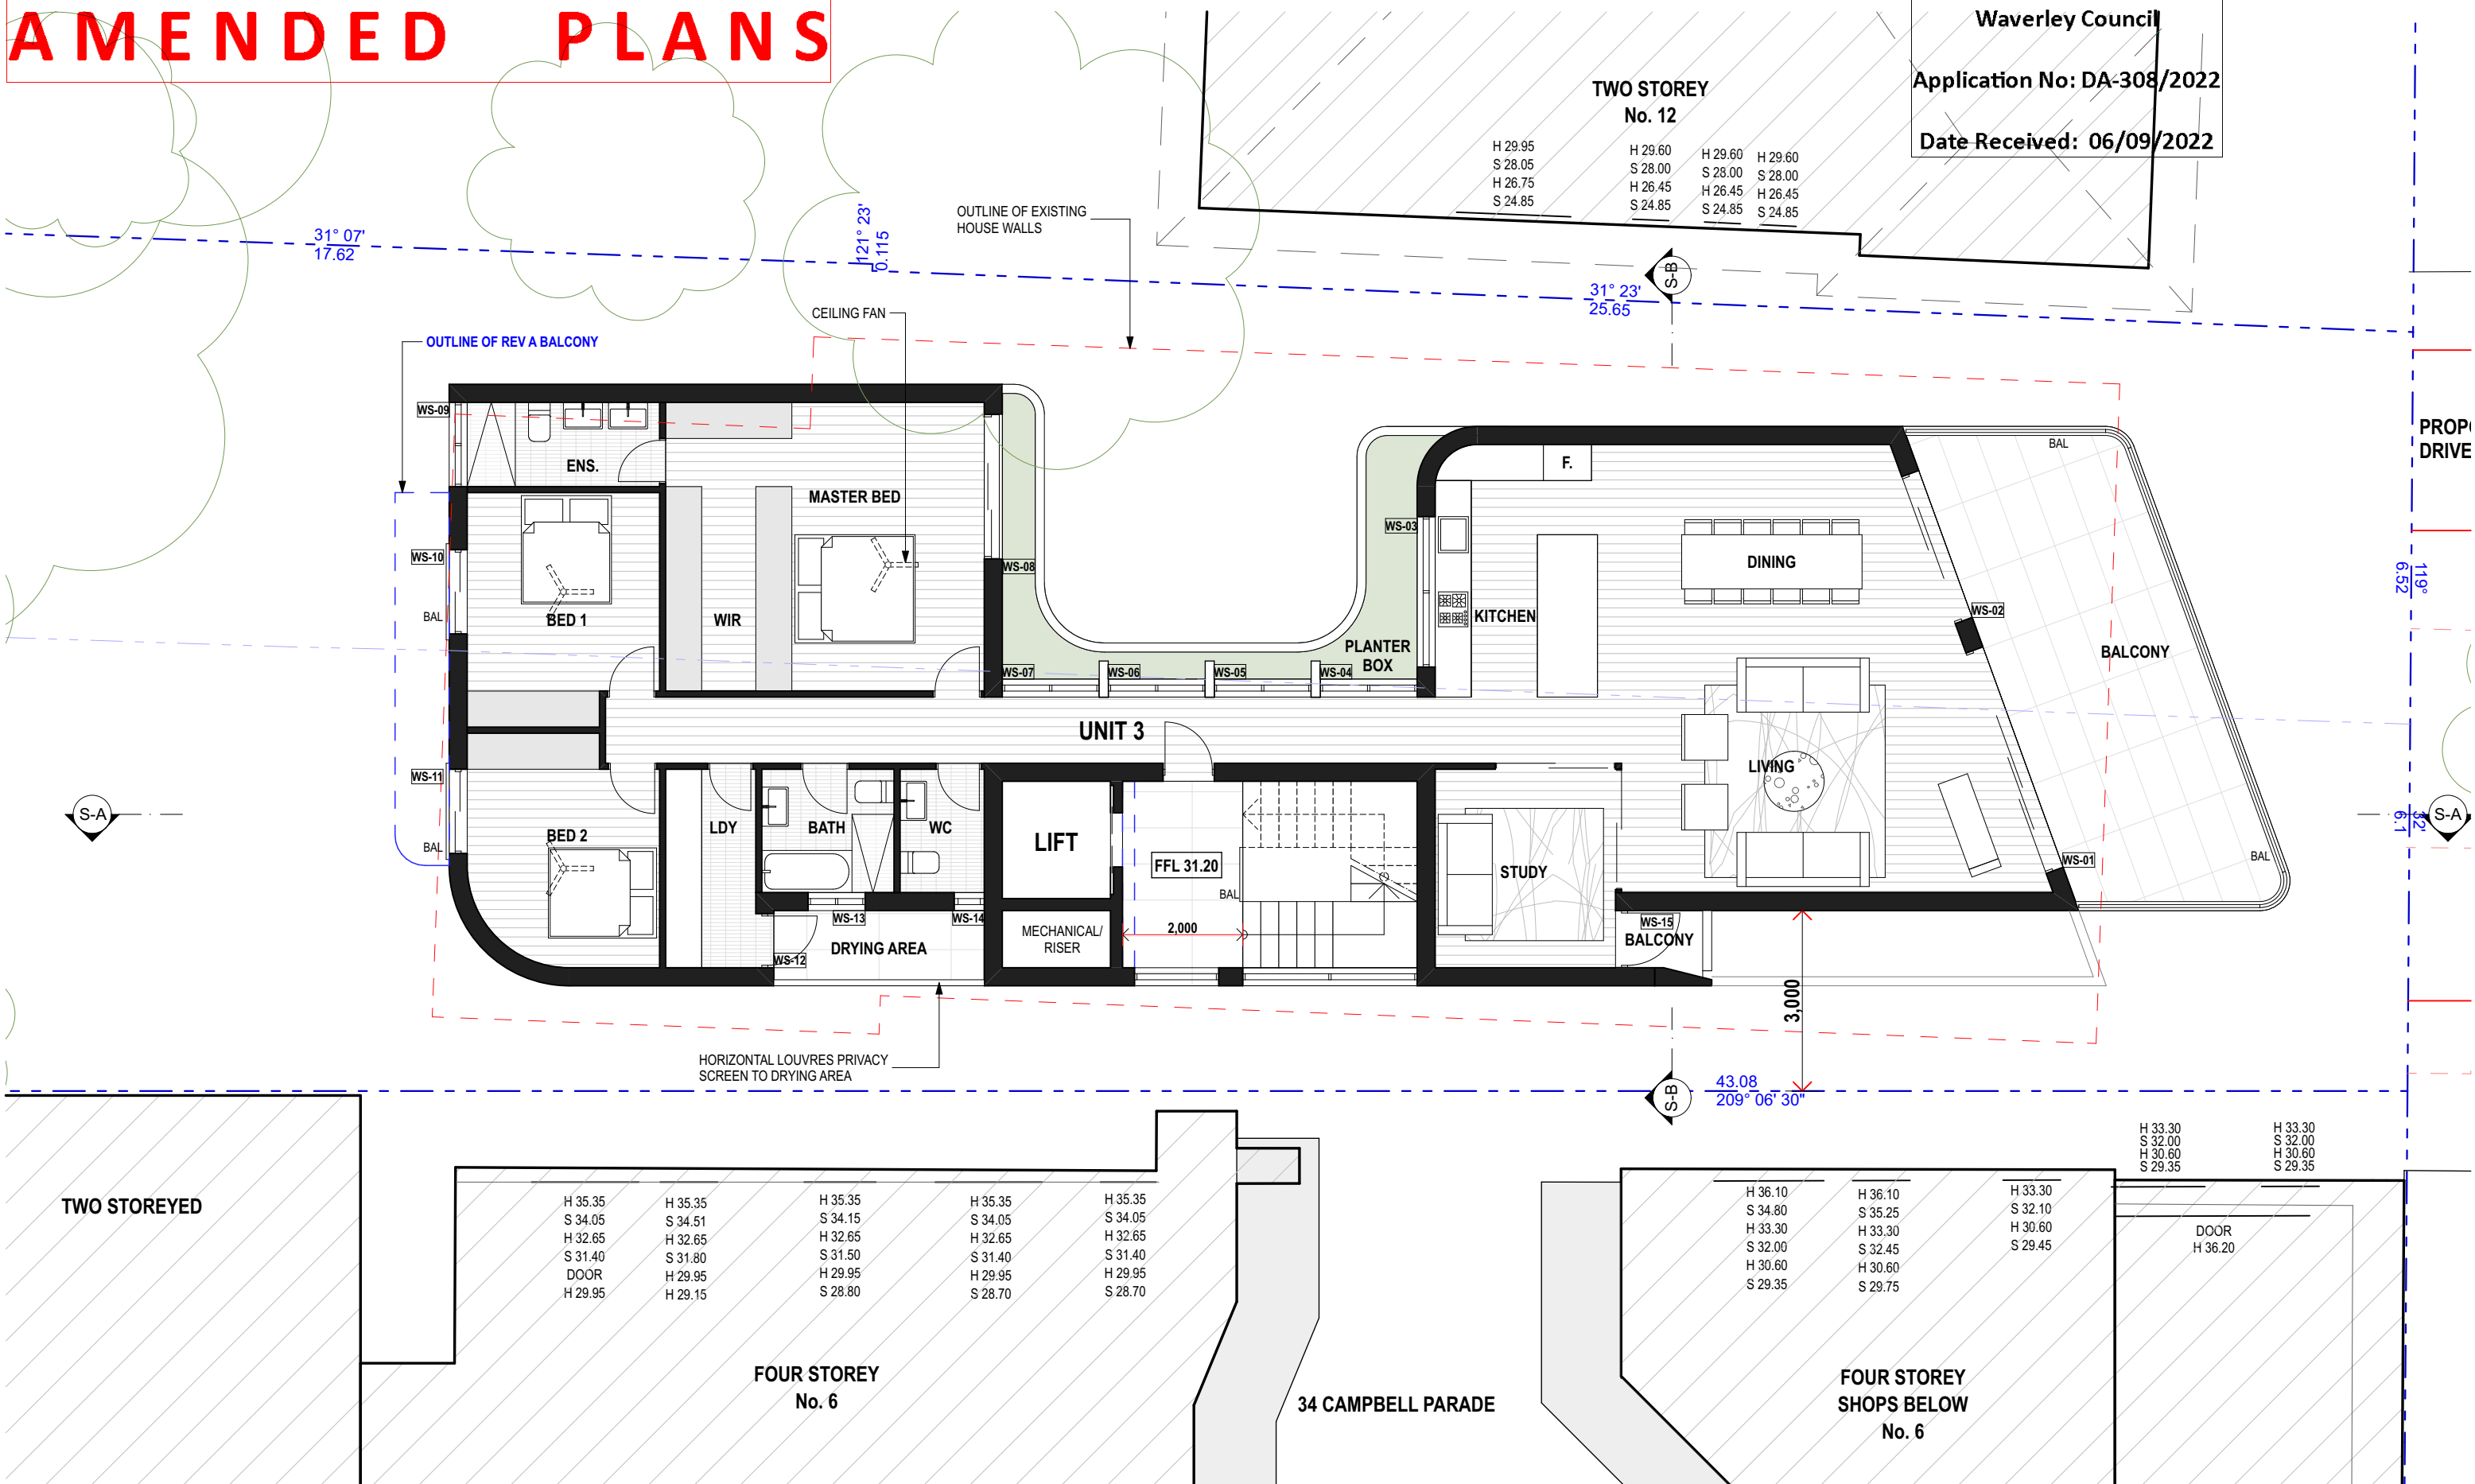 AMENDED PLANS
Waverley Council
Application No: DA-308/2022
Date Received: 06/09/2022
TWO STOREY
No. 12
H 29.95
S 28.05
H 26.75
S 24.85
H 29.60
S 28.00
H 26.45
S 24.85
H 29.60
S 28.00
H 26.45
S 24.85
H 29.60
S 28.00
H 26.45
S 24.85
31° 07'
17.62
121° 23'
0.115
OUTLINE OF EXISTING
HOUSE WALLS
S-B
31° 23'
25.65
CEILING FAN
OUTLINE OF REV A BALCONY
WS-09
ENS.
MASTER BED
F.
BAL
PROPO
DRIVE
WS-10
WS-03
WS-08
DINING
119°
6.52
BAL
BED 1
WIR
KITCHEN
WS-02
PLANTER
BOX
BALCONY
WS-07
WS-06
WS-05
WS-04
UNIT 3
WS-11
LIVING
S-A
BED 2
LDY
BATH
WC
LIFT
FFL 31.20
STUDY
32'
6.1
S-A
BAL
BAL
BAL
WS-01
WS-13
WS-14
MECHANICAL/
RISER
2,000
WS-15
BALCONY
DRYING AREA
WS-12
3,000
HORIZONTAL LOUVRES PRIVACY
SCREEN TO DRYING AREA
S-B
43.08
209° 06' 30"
TWO STOREYED
H 35.35
S 34.05
H 32.65
S 31.40
DOOR
H 29.95
H 35.35
S 34.51
H 32.65
S 31.80
H 29.95
H 29.15
H 35.35
S 34.15
H 32.65
S 31.50
H 29.95
S 28.80
H 35.35
S 34.05
H 32.65
S 31.40
H 29.95
S 28.70
H 35.35
S 34.05
H 32.65
S 31.40
H 29.95
S 28.70
H 36.10
S 34.80
H 33.30
S 32.00
H 30.60
S 29.35
H 36.10
S 35.25
H 33.30
S 32.45
H 30.60
S 29.75
H 33.30
S 32.10
H 30.60
S 29.45
H 33.30
S 32.00
H 30.60
S 29.35
H 33.30
S 32.00
H 30.60
S 29.35
DOOR
H 36.20
FOUR STOREY
No. 6
34 CAMPBELL PARADE
FOUR STOREY
SHOPS BELOW
No. 6